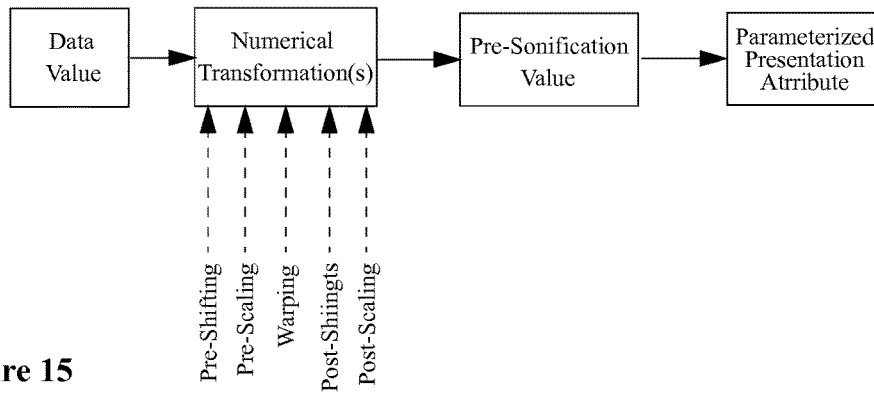 Data
Value
Numerical
Transformation(s)
Pre-Sonification
Value
Parameterized
Presentation
Atrribute
Pre-Shifting
Pre-Scaling
Warping
Post-Shiingts
Post-Scaling
re 15